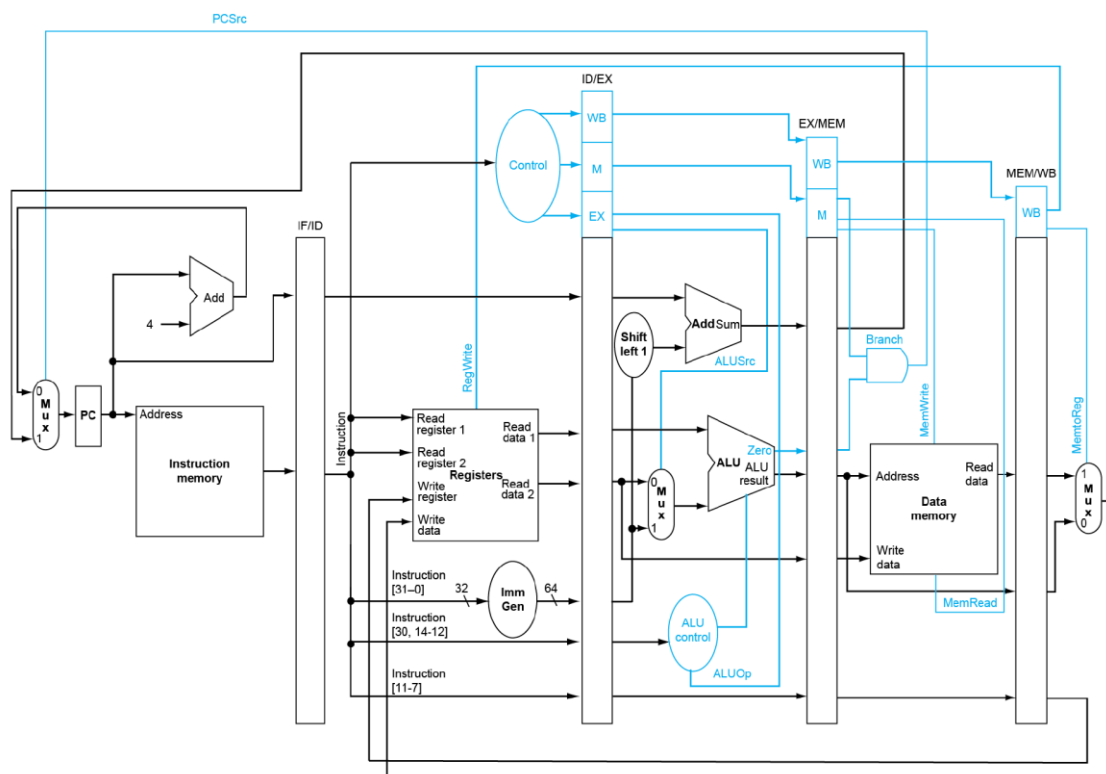 PCSrc
ID/EX
WB
EX/MEM
Control
M
WB
MEM/WB
EX
M
WB
IF/ID
Add
4
Add Sum
Shift
left 1
Branch
ALUSrc
RegWrite
MemWrite
MemtoReg
0
Mux
1
PC
Address
Instruction
memory
Instruction
Read
register 1
Read
data 1
Read
register 2
Registers
Write
register
Read
data 2
Write
data
0
Mux
1
ALU
Zero
ALU
result
Address
Read
data
Data
memory
Write
data
1
Mux
0
MemRead
Instruction
[31–0]
32
Imm
Gen
64
Instruction
[30, 14-12]
ALU
control
ALUOp
Instruction
[11-7]